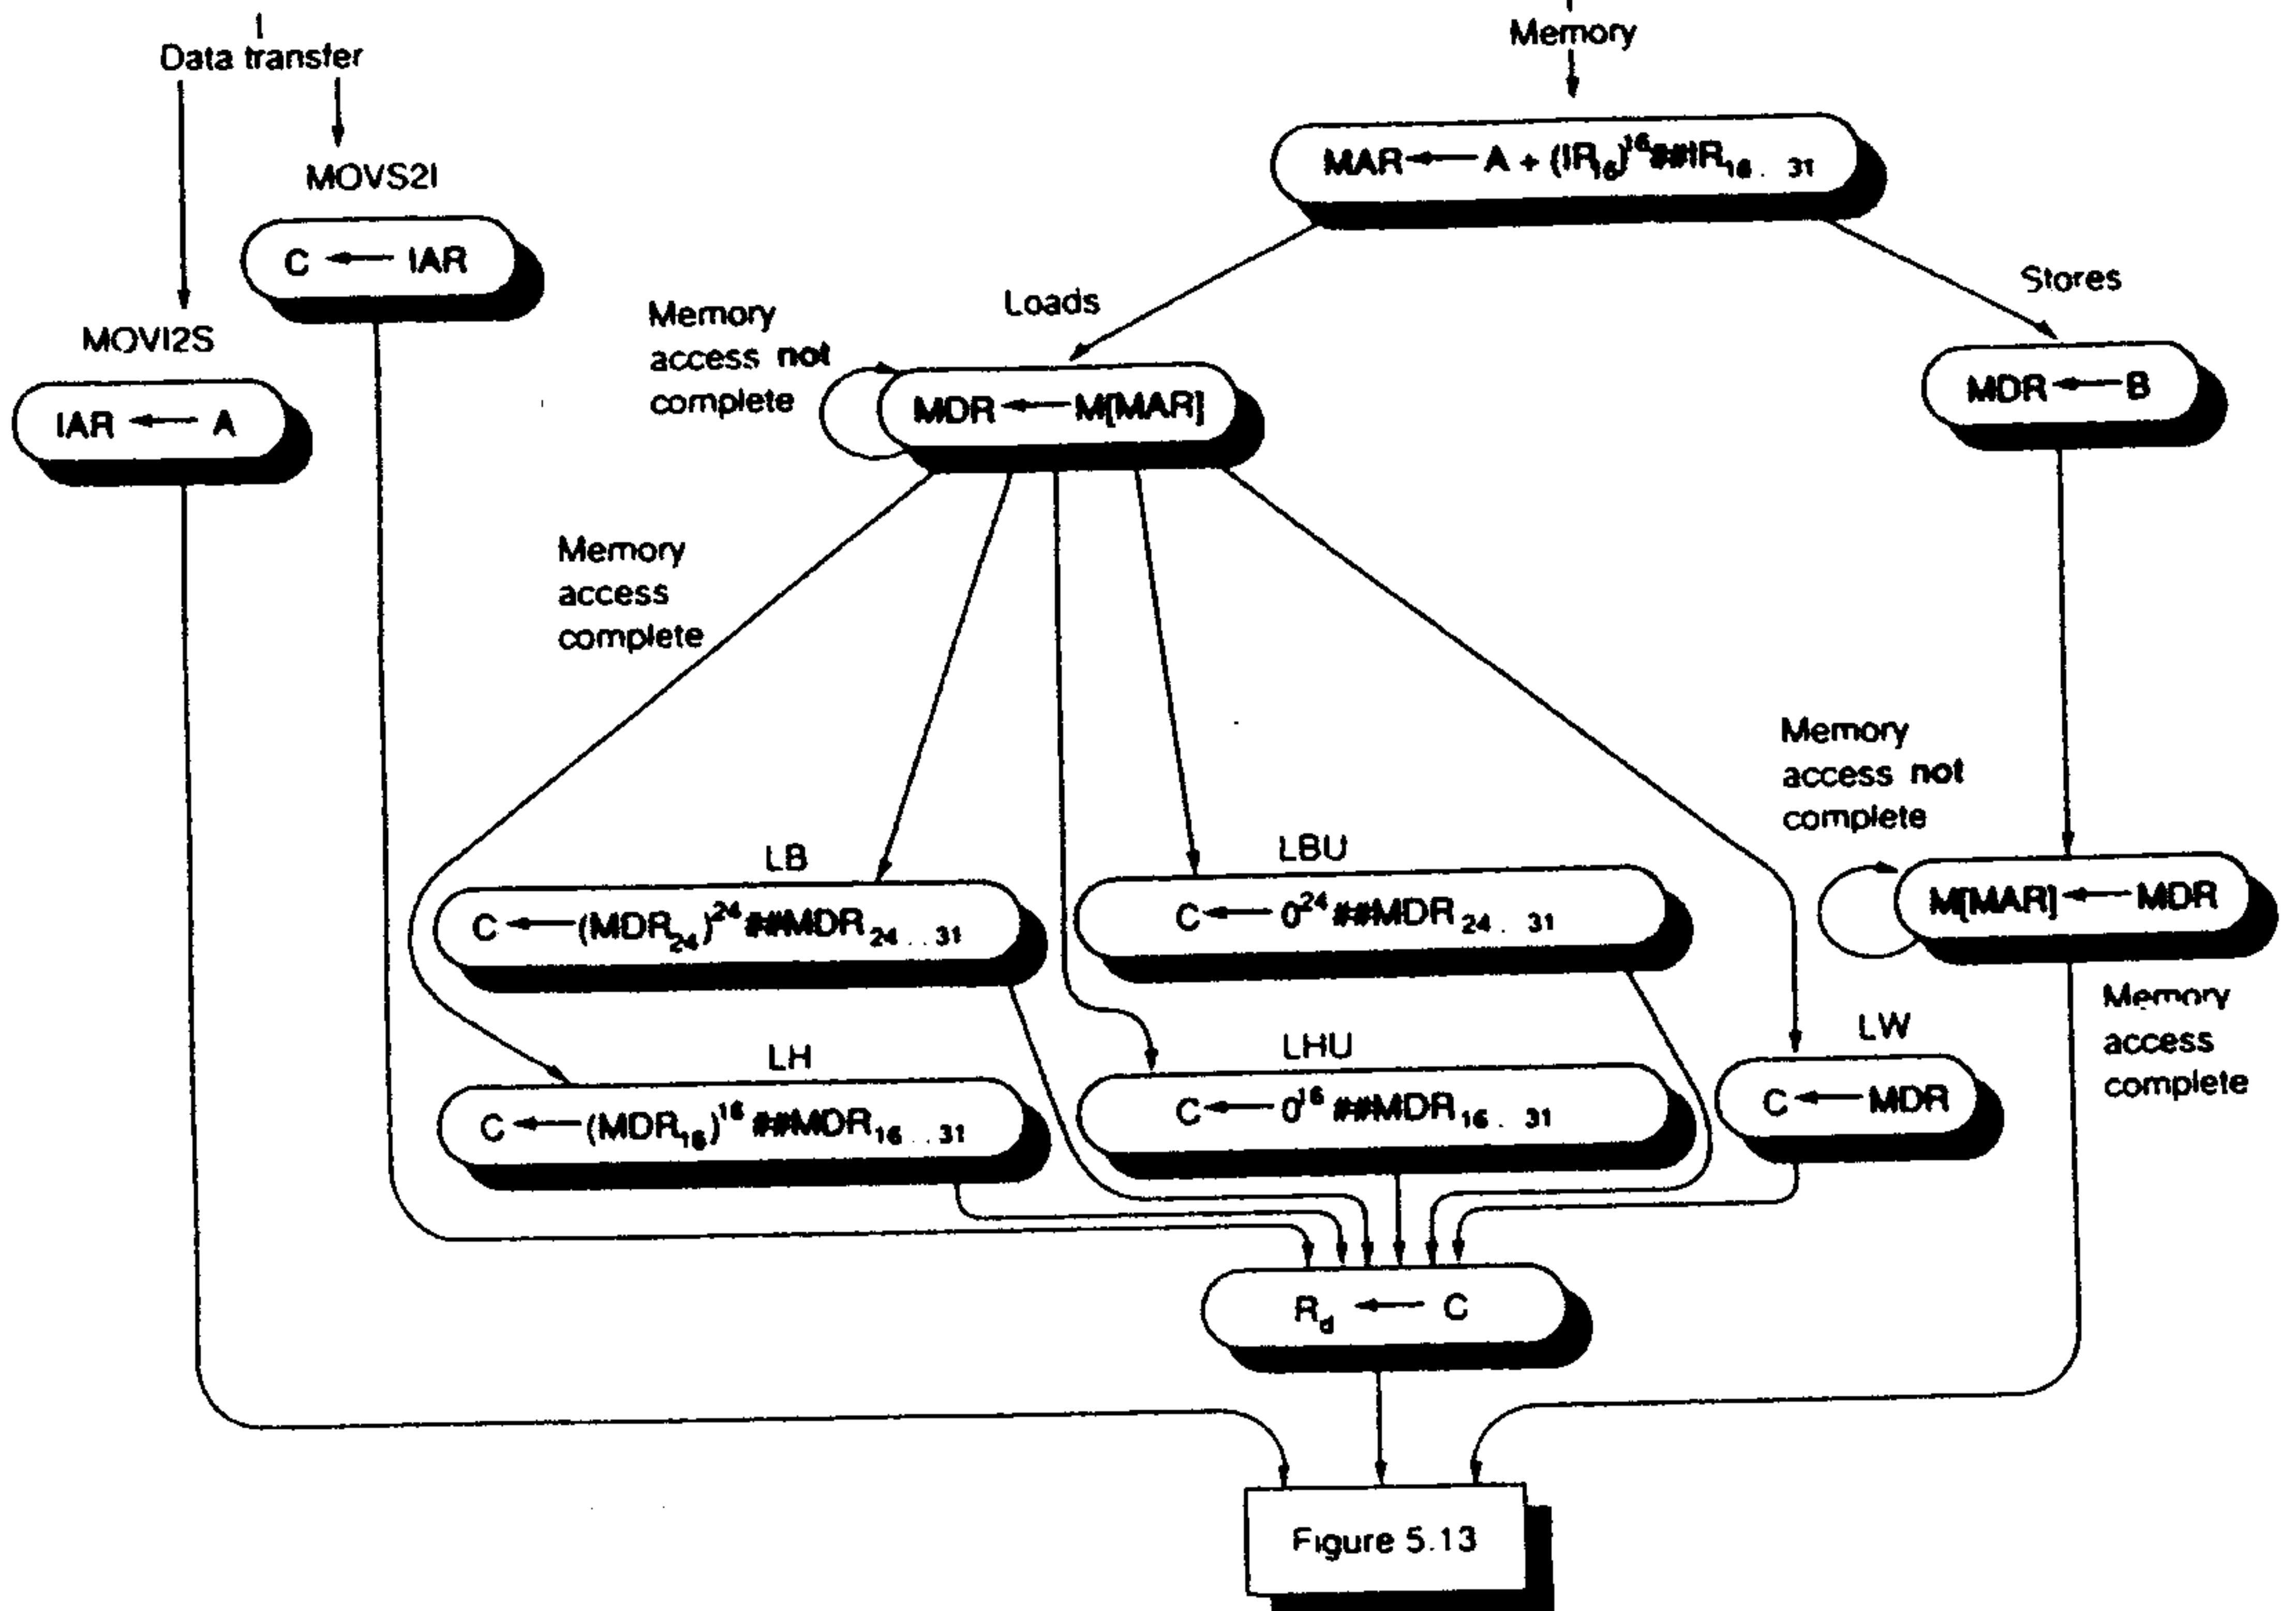 Data transfer
Memory
MAR ← A + (IR₁₆)¹⁶##IR₁₆..₃₁
MOVS2I
C ← IAR
MOVI2S
IAR ← A
Loads
Stores
Memory
access not
complete
MDR ← M[MAR]
MDR ← B
Memory
access
complete
Memory
access not
complete
LB
C ← (MDR₂₄)²⁴##MDR₂₄..₃₁
LBU
C ← 0²⁴##MDR₂₄..₃₁
M[MAR] ← MDR
Memory
access
complete
LH
C ← (MDR₁₆)¹⁶##MDR₁₆..₃₁
LHU
C ← 0¹⁶##MDR₁₆..₃₁
LW
C ← MDR
R_d ← C
Figure 5.13